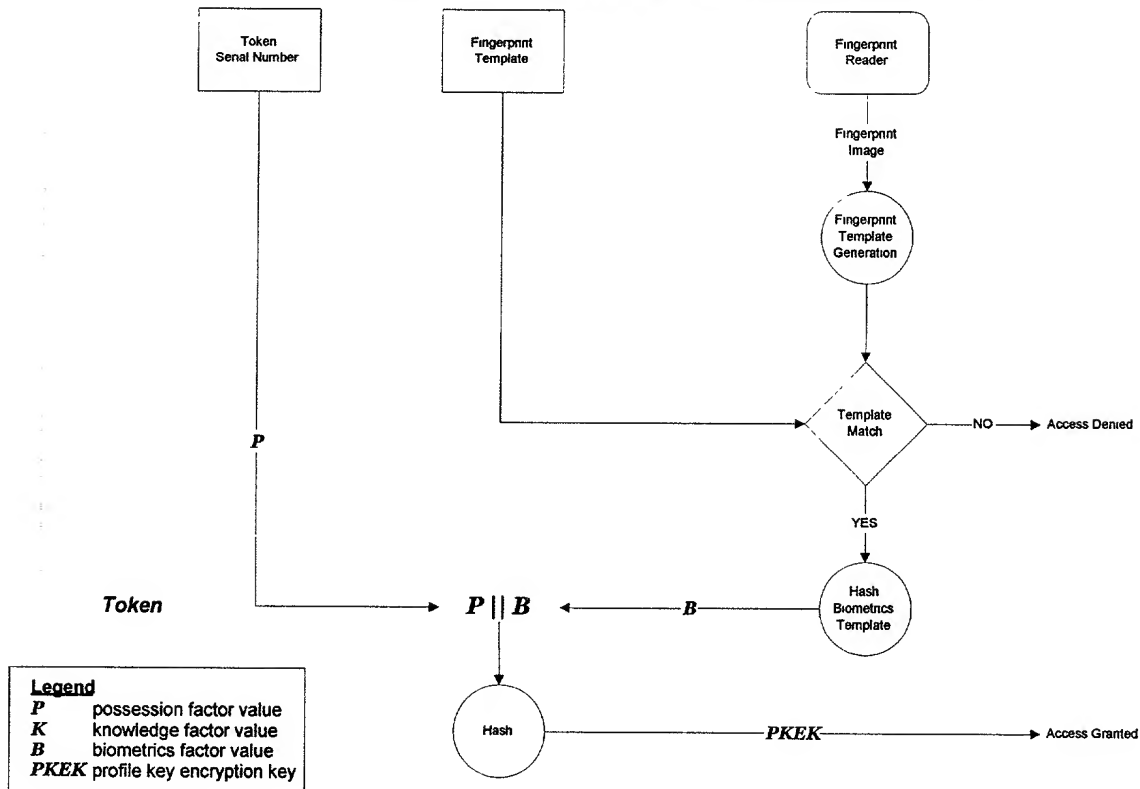 Token
Serial Number
Fingerprint
Template
Fingerprint
Reader
Fingerprint
Image
Fingerprint
Template
Generation
Template
Match
NO
Access Denied
P
YES
Token
P || B
B
Hash
Biometrics
Template
Legend
P possession factor value
K knowledge factor value
B biometrics factor value
PKEK profile key encryption key
Hash
PKEK
Access Granted